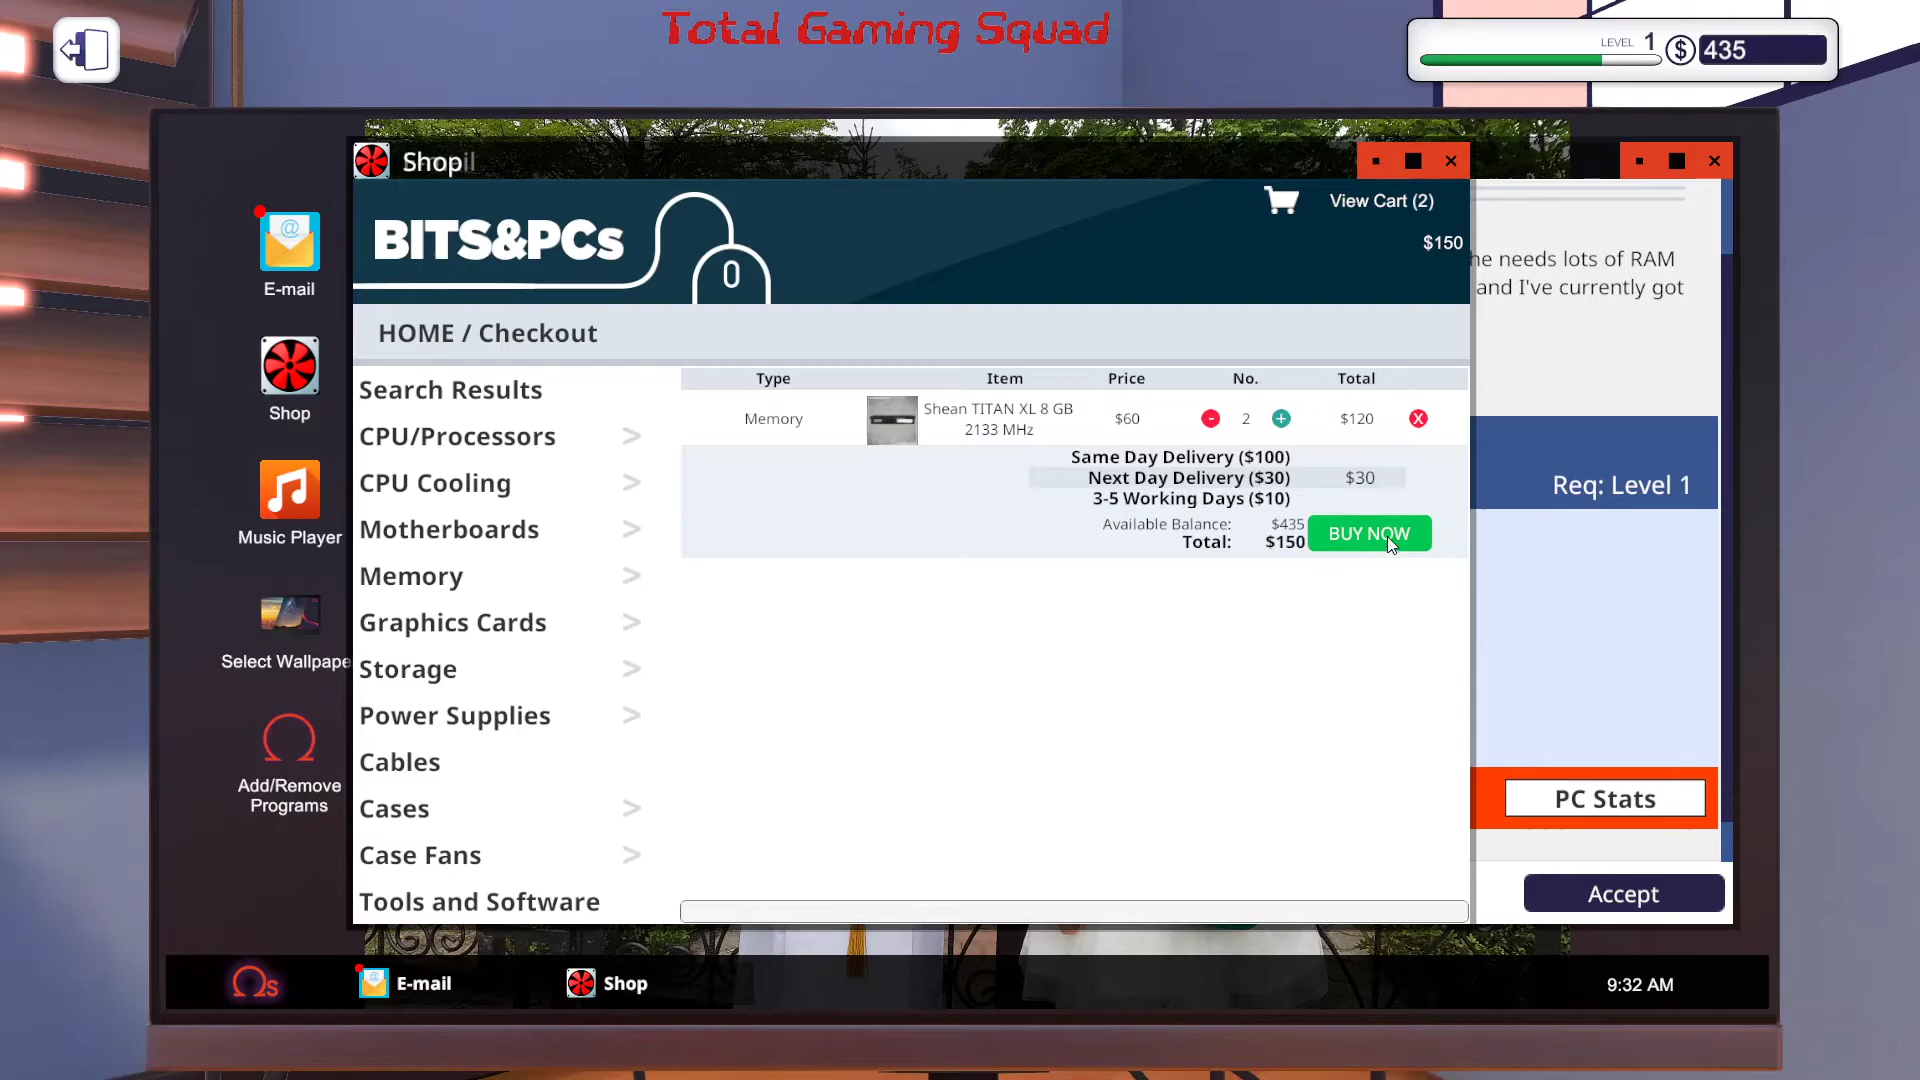 Total Gaming Squad
LEVEL 1 $ 435
Shop
View Cart (2)
BITS&PCs
$150
HOME / Checkout
he needs lots of RAM
and I've currently got
Req: Level 1
PC Stats
Accept
E-mail
Shop
Music Player
Select Wallpape
Add/Remove
Programs
Search Results
CPU/Processors >
CPU Cooling >
Motherboards >
Memory >
Graphics Cards >
Storage >
Power Supplies >
Cables
Cases >
Case Fans >
Tools and Software
Type Item Price No. Total
Memory Shean TITAN XL 8 GB
2133 MHz $60 - 2 + $120 X
Same Day Delivery ($100)
Next Day Delivery ($30) $30
3-5 Working Days ($10)
Available Balance: $435
Total: $150
BUY NOW
Ωs E-mail Shop 9:32 AM